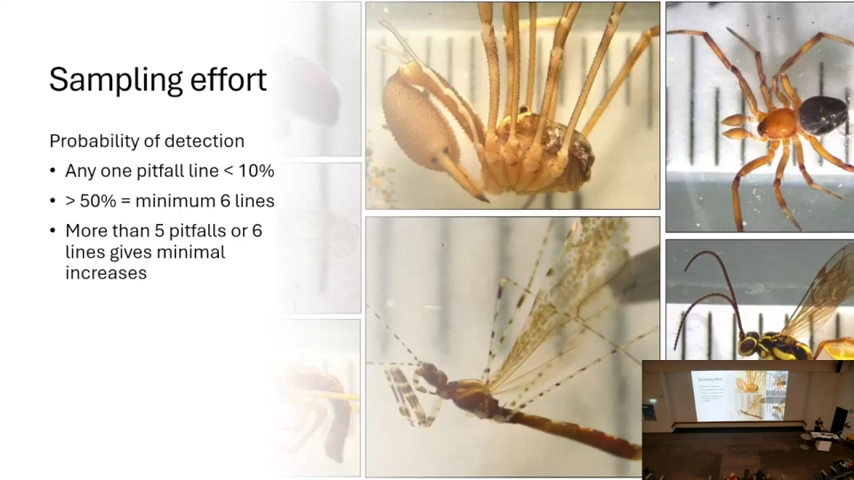 Sampling effort
Probability of detection
• Any one pitfall line < 10%
• > 50% = minimum 6 lines
• More than 5 pitfalls or 6
lines gives minimal
increases